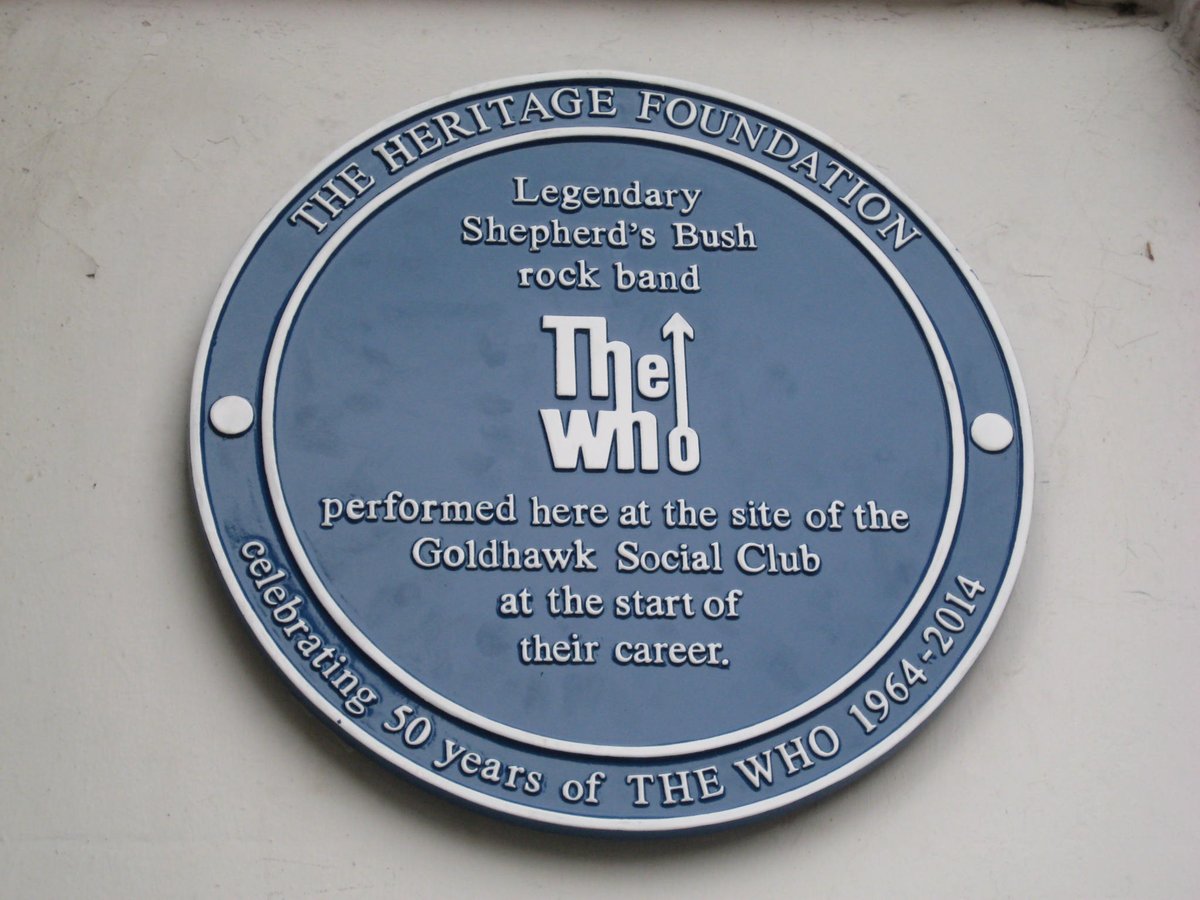 THE HERITAGE FOUNDATION
Legendary
Shepherd's Bush
rock band
The
who
performed here at the site of the
Goldhawk Social Club
at the start of
their career.
celebrating 50 years of THE WHO 1964-2014